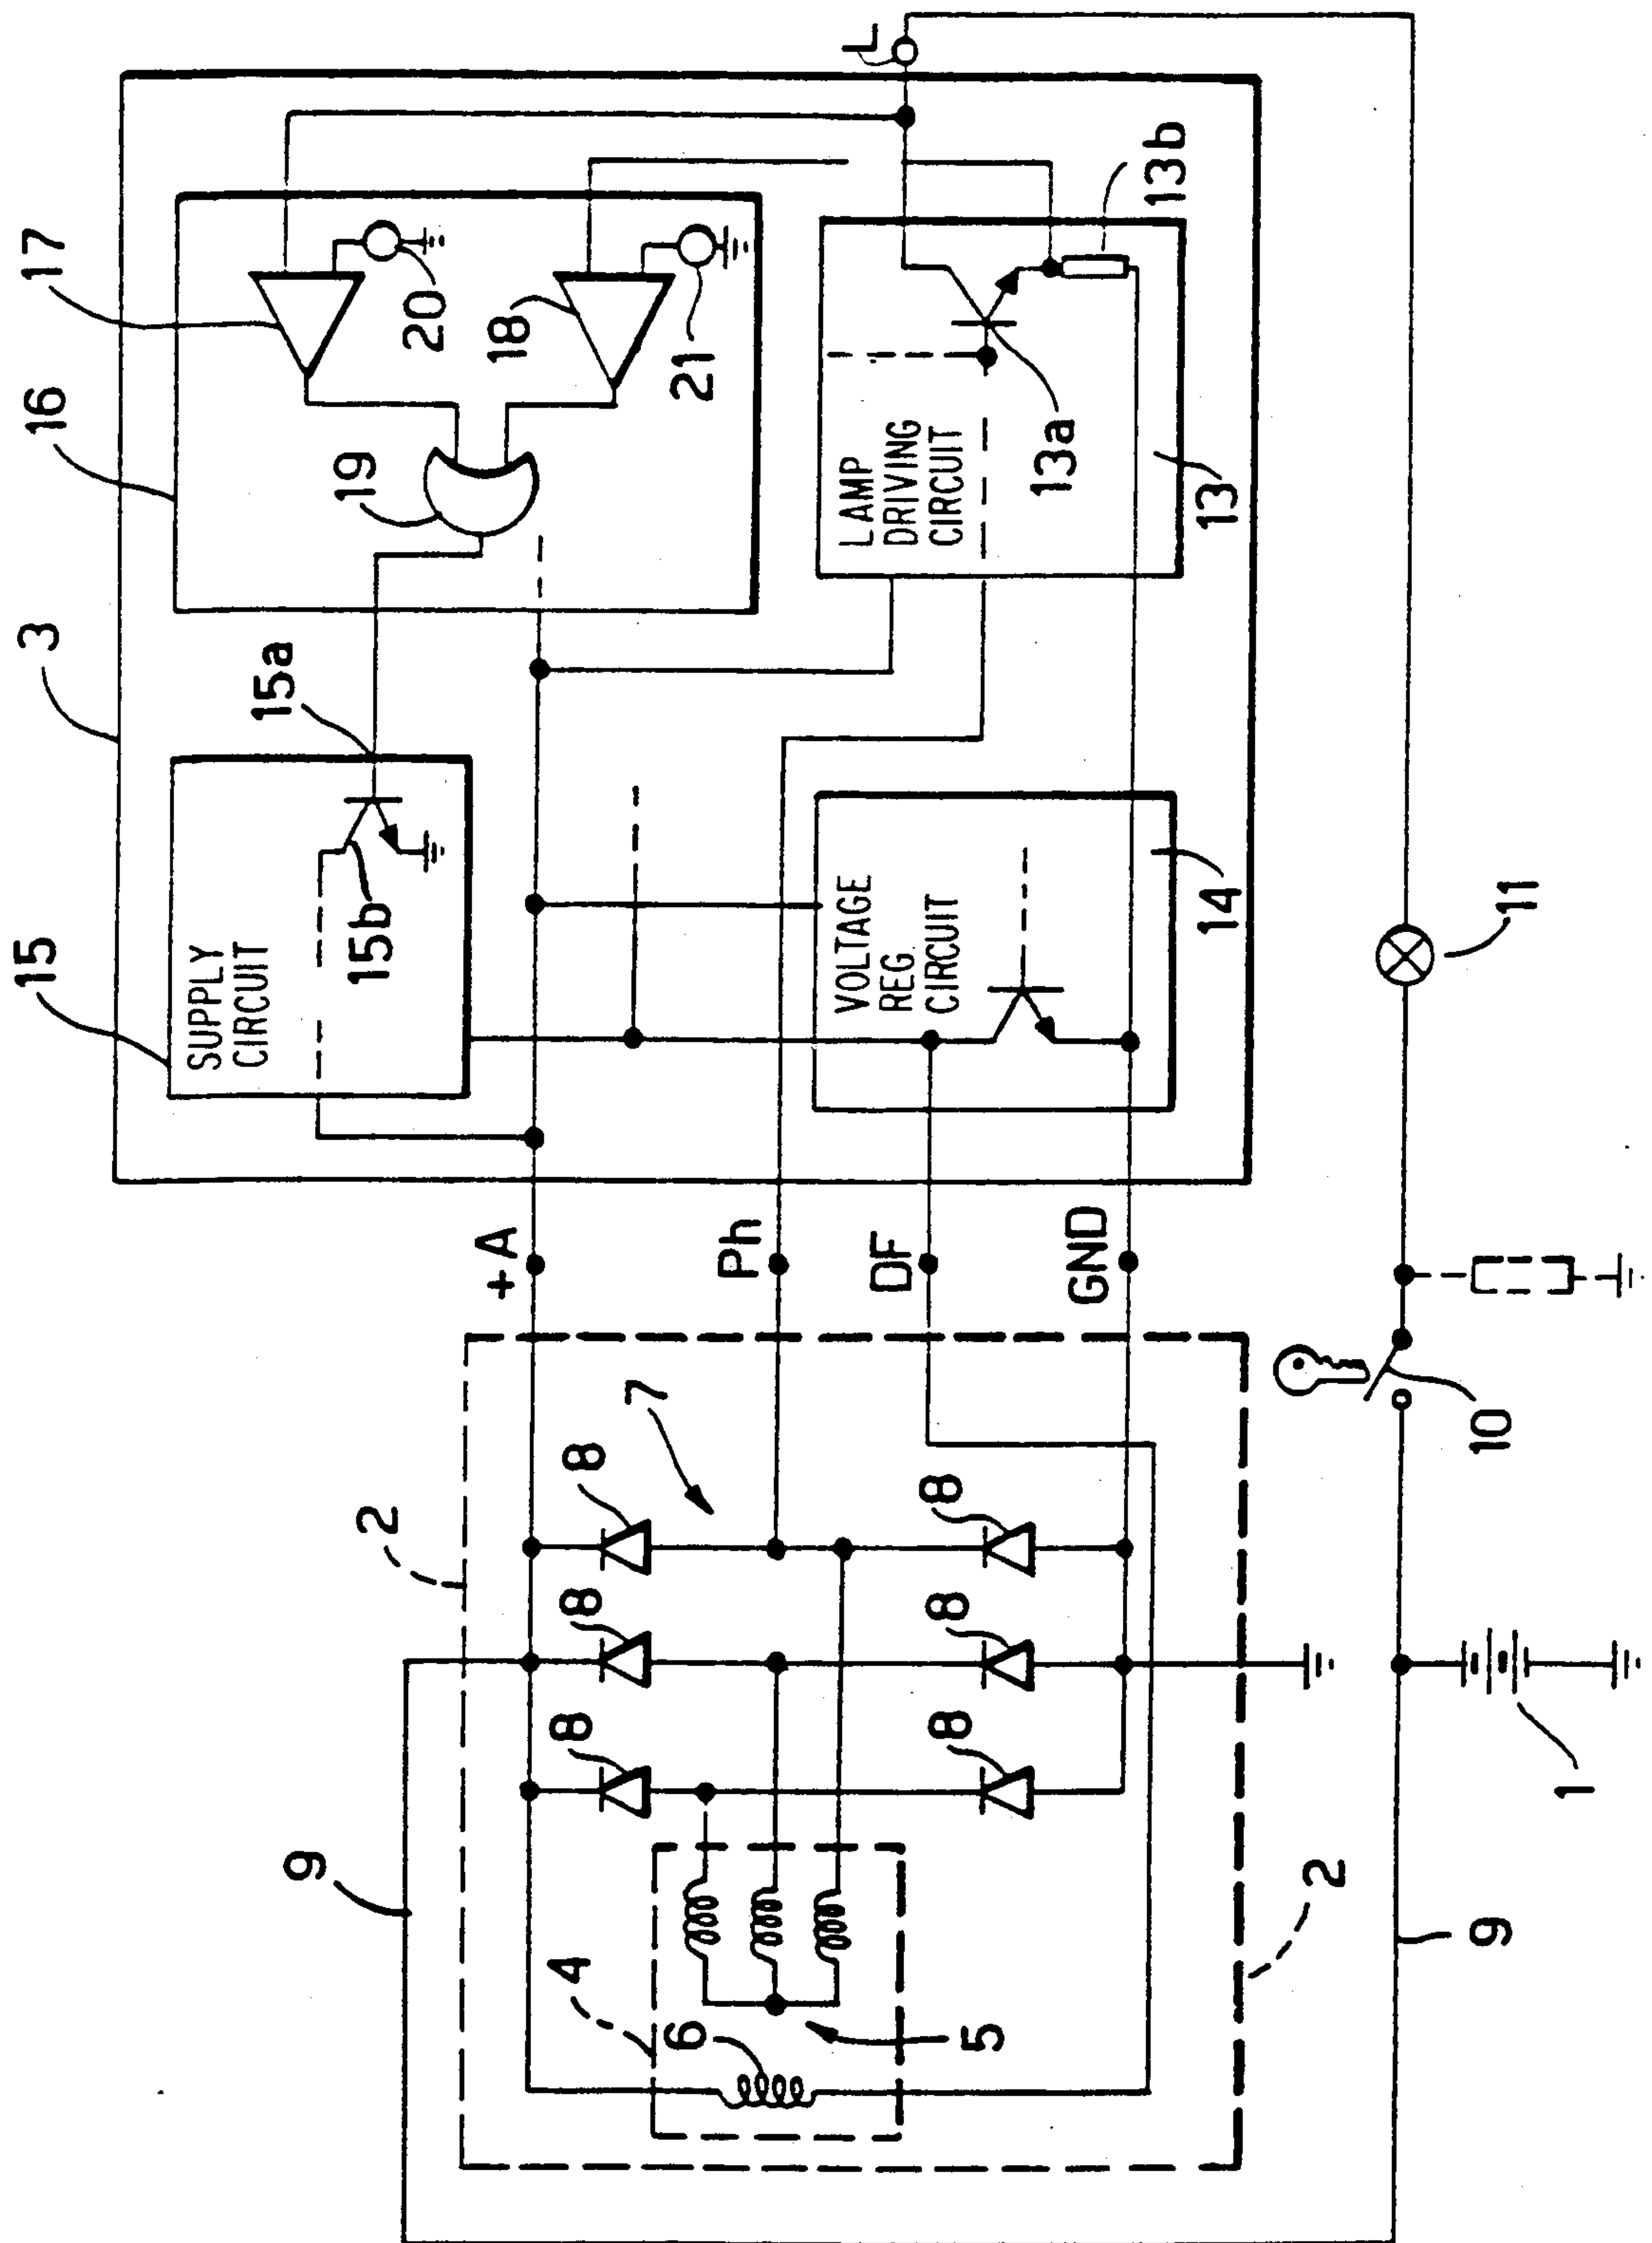 3
16
17
20
18
21
19
15
15a
15b
SUPPLY
CIRCUIT
L
LAMP
DRIVING
CIRCUIT
13a
13b
13
VOLTAGE
REG
CIRCUIT
14
+A
Ph
DF
GND
2
7
8
8
8
8
8
8
9
4
5
6
2
9
1
10
11